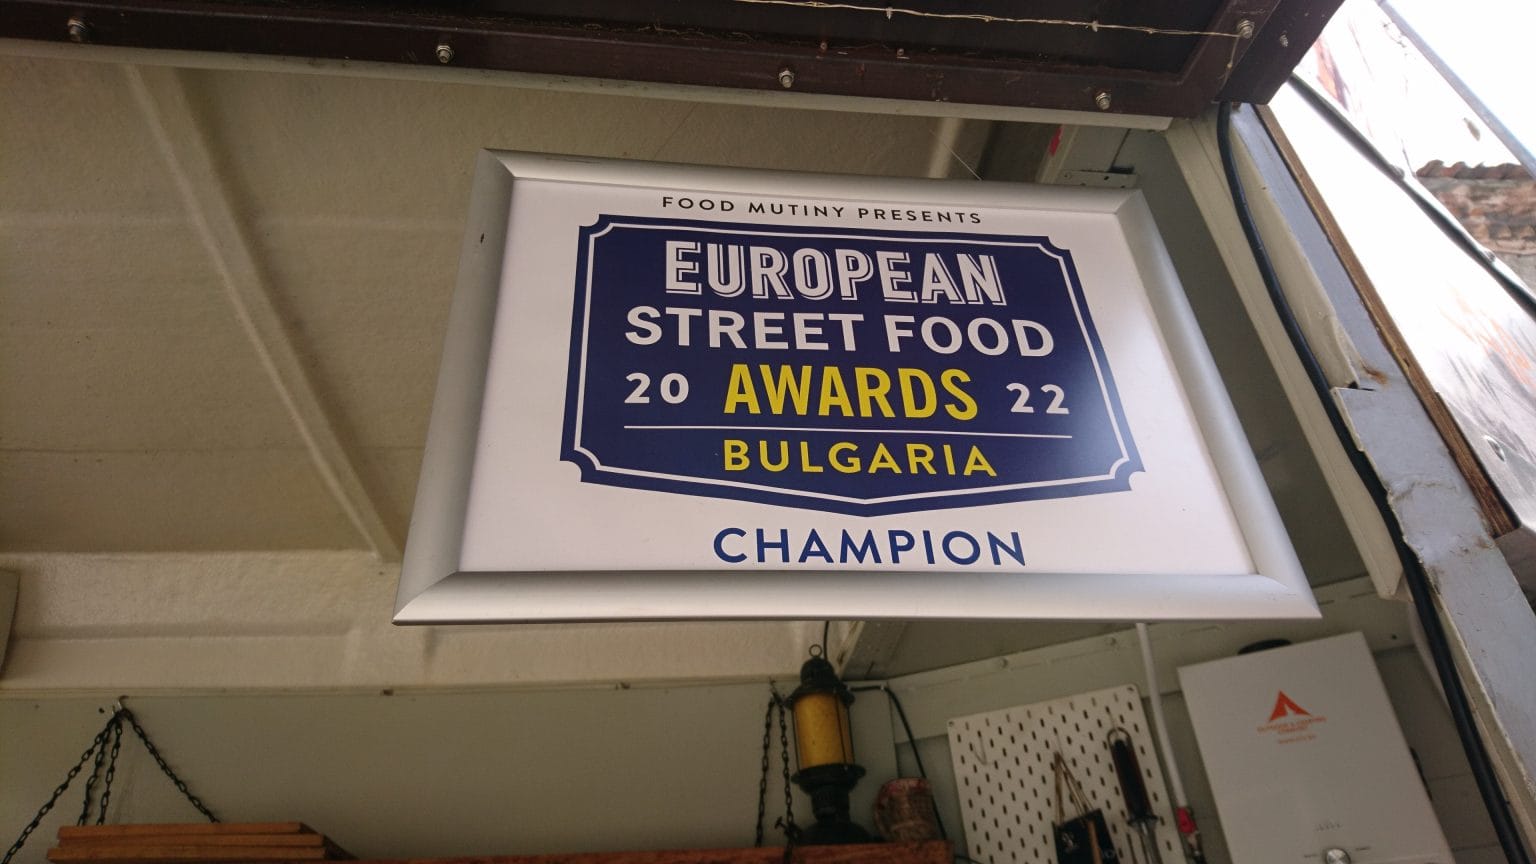 FOOD MUTINY PRESENTS
EUROPEAN
STREET FOOD
20 AWARDS 22
BULGARIA
CHAMPION